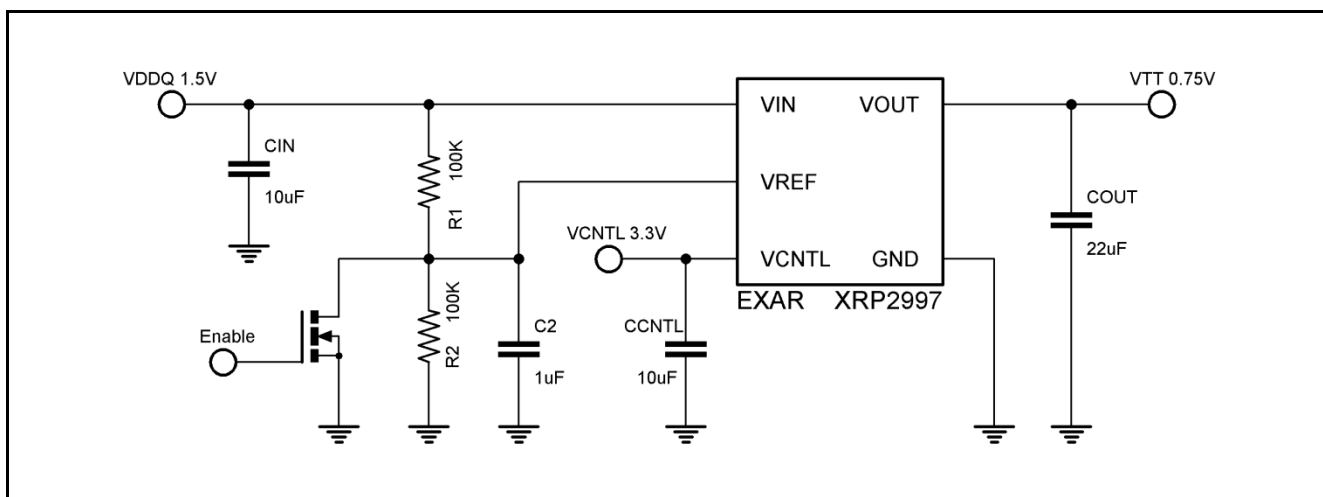 VDDQ 1.5V
VTT 0.75V
VIN
VOUT
CIN
10uF
100K
R1
VREF
COUT
22uF
VCNTL 3.3V
VCNTL
GND
EXAR XRP2997
Enable
100K
R2
C2
1uF
CCNTL
10uF